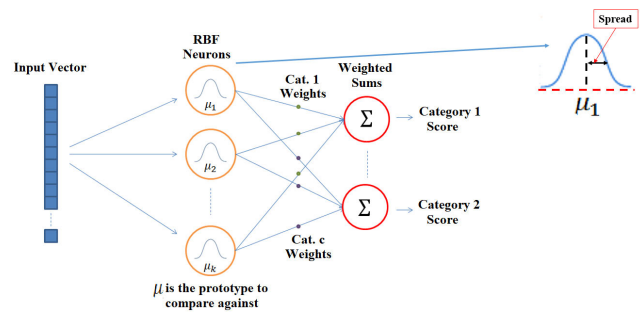 Input Vector
RBF
Neurons
μ1
μ2
μk
μ is the prototype to
compare against
Cat. 1
Weights
Cat. c
Weights
Weighted
Sums
Σ
Σ
Category 1
Score
Category 2
Score
Spread
μ1